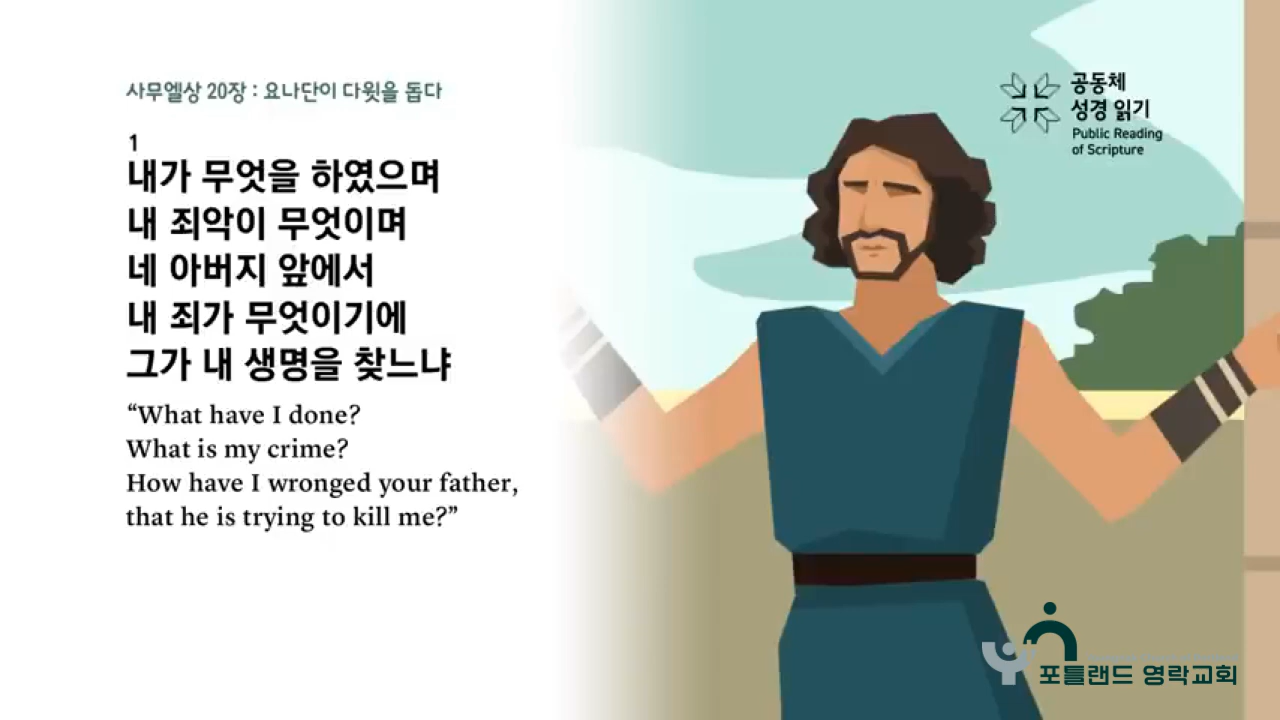 사무엘상 20장 : 요나단이 다윗을 돕다
1
내가 무엇을 하였으며
내 죄악이 무엇이며
네 아버지 앞에서
내 죄가 무엇이기에
그가 내 생명을 찾느냐
“What have I done?
What is my crime?
How have I wronged your father,
that he is trying to kill me?”
공동체
성경 읽기
Public Reading
of Scripture
포틀랜드 영락교회